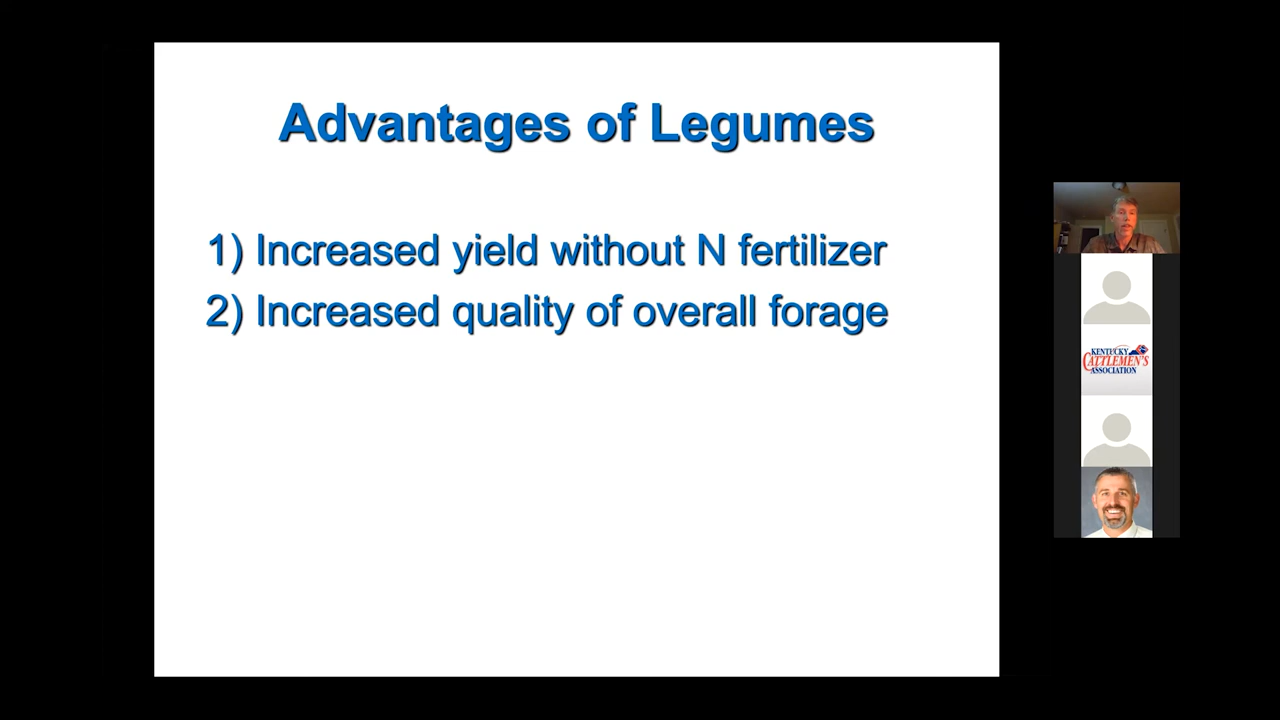 Advantages of Legumes
1) Increased yield without N fertilizer
2) Increased quality of overall forage
KENTUCKY
CATTLEMEN'S
ASSOCIATION